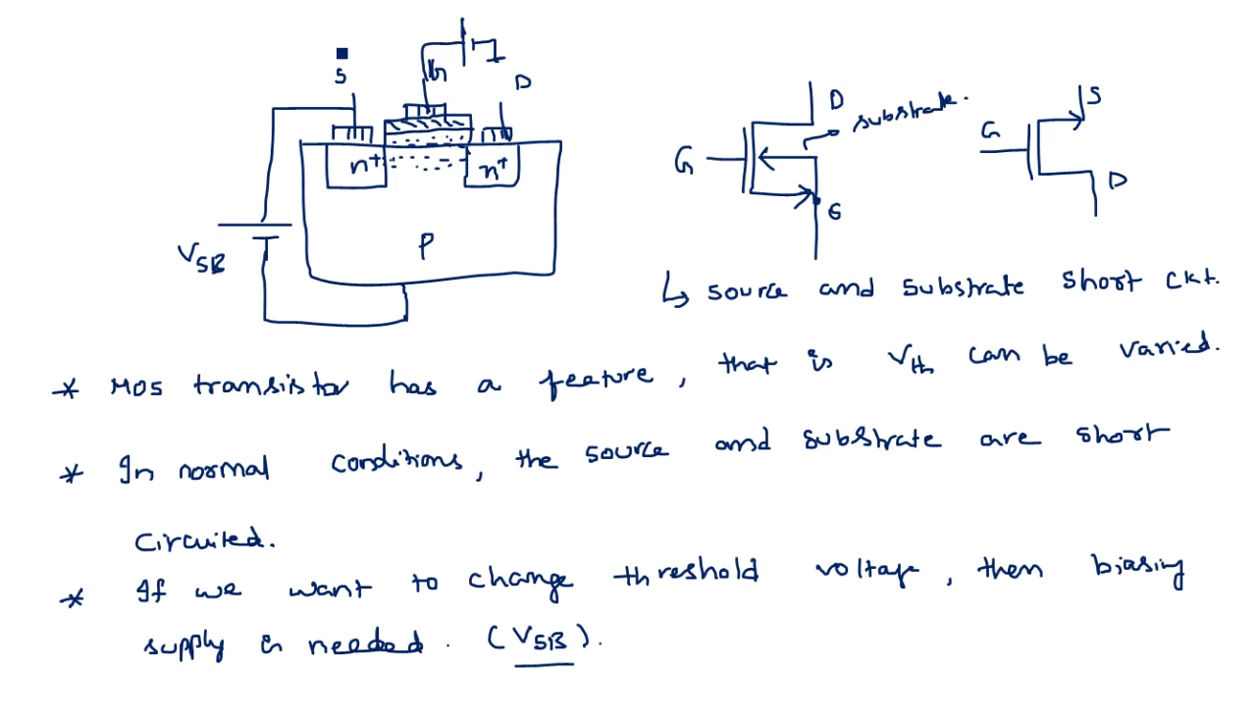 S
G
D
n+
n+
P
VSB
D
substrate.
G
S
S
G
D
↳ source and substrate short ckt.
* MOS transistor has a feature, that is Vth can be varied.
* In normal conditions, the source and substrate are short
circuited.
* If we want to change threshold voltage, then biasing
supply is needed. (VSB).